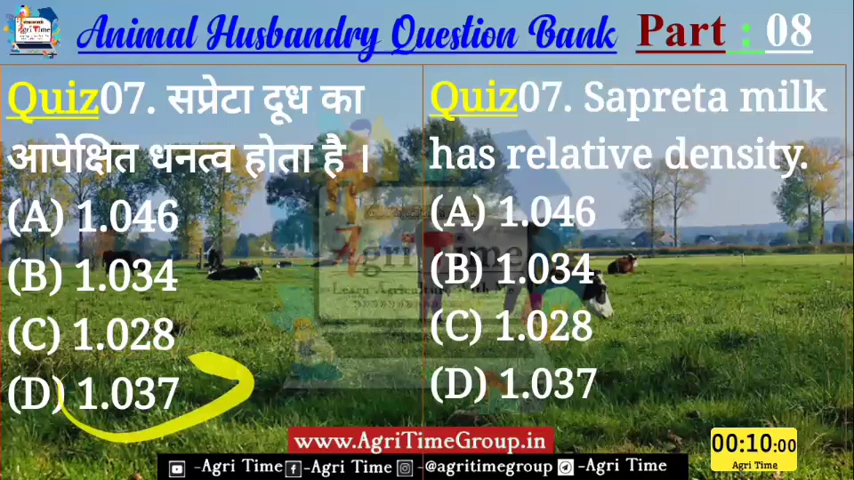 Animal Husbandry Question Bank Part : 08
Quiz07. सप्रेटा दूध का
आपेक्षित धनत्व होता है ।
(A) 1.046
(B) 1.034
(C) 1.028
(D) 1.037
Quiz07. Sapreta milk
has relative density.
(A) 1.046
(B) 1.034
(C) 1.028
(D) 1.037
Agri Time
www.AgriTimeGroup.in
-Agri Time -Agri Time -@agritimegroup -Agri Time
00:10:00
Agri Time